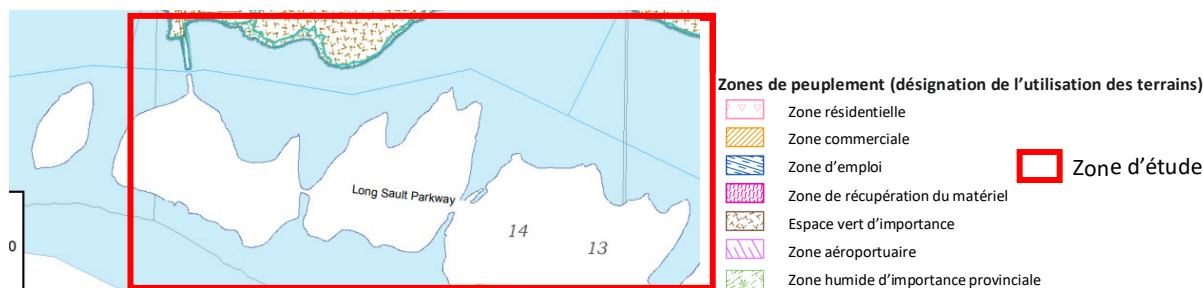 Long Sault Parkway
14
13
0
Zones de peuplement (désignation de l’utilisation des terrains)
Zone résidentielle
Zone commerciale
Zone d’emploi
Zone de récupération du matériel
Espace vert d’importance
Zone aéroportuaire
Zone humide d’importance provinciale
Zone d’étude